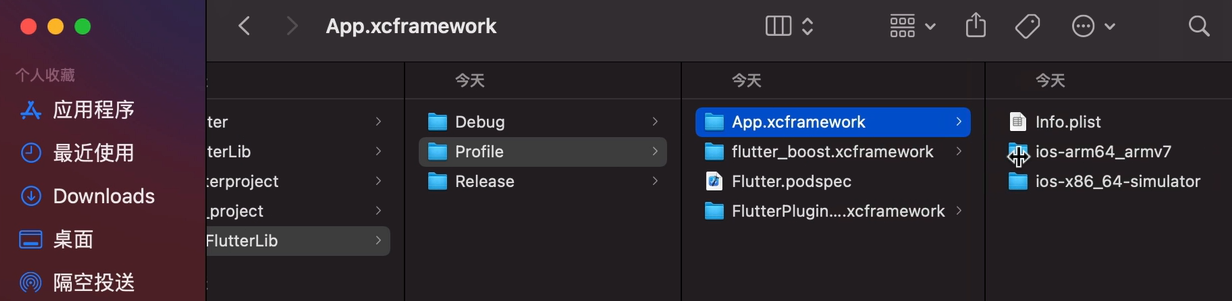 App.xcframework
个人收藏
应用程序
最近使用
Downloads
桌面
隔空投送
ter
terLib
terproject
_project
FlutterLib
今天
Debug
Profile
Release
今天
App.xcframework
flutter_boost.xcframework
Flutter.podspec
FlutterPlugin....xcframework
今天
Info.plist
ios-arm64_armv7
ios-x86_64-simulator